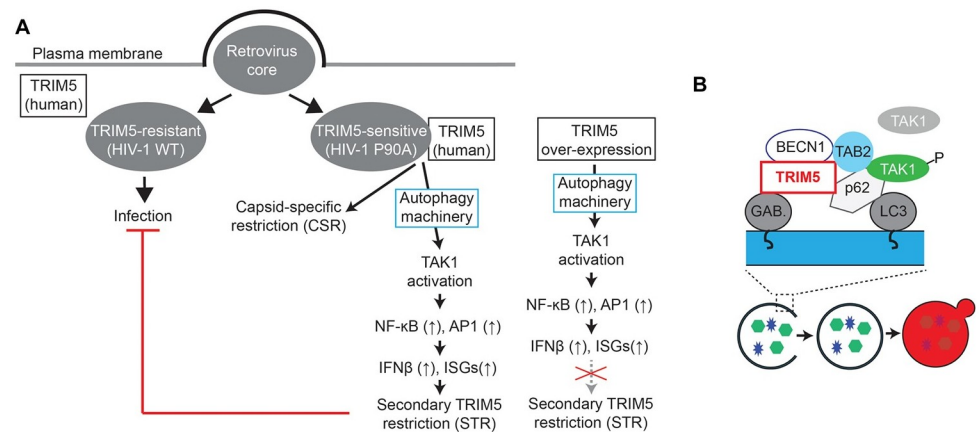 A
Plasma membrane
Retrovirus
core
TRIM5
(human)
TRIM5-resistant
(HIV-1 WT)
TRIM5-sensitive
(HIV-1 P90A)
TRIM5
(human)
Infection
Capsid-specific
restriction (CSR)
Autophagy
machinery
TAK1
activation
NF-κB (↑), AP1 (↑)
IFNβ (↑), ISGs(↑)
Secondary TRIM5
restriction (STR)
TRIM5
over-expression
Autophagy
machinery
TAK1
activation
NF-κB (↑), AP1 (↑)
IFNβ (↑), ISGs(↑)
Secondary TRIM5
restriction (STR)
B
TAK1
BECN1
TAB2
TAK1
P
TRIM5
p62
GAB.
LC3